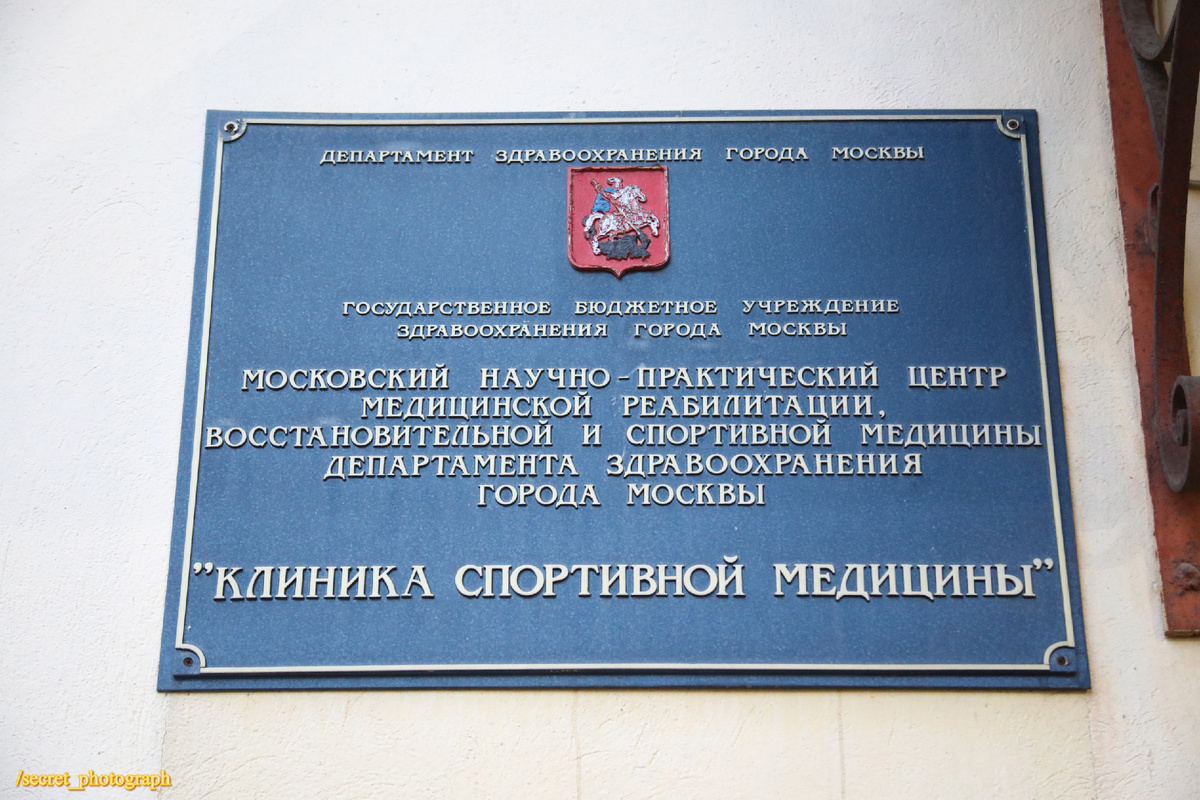 ДЕПАРТАМЕНТ ЗДРАВООХРАНЕНИЯ ГОРОДА МОСКВЫ
ГОСУДАРСТВЕННОЕ БЮДЖЕТНОЕ УЧРЕЖДЕНИЕ
ЗДРАВООХРАНЕНИЯ ГОРОДА МОСКВЫ
МОСКОВСКИЙ НАУЧНО-ПРАКТИЧЕСКИЙ ЦЕНТР
МЕДИЦИНСКОЙ РЕАБИЛИТАЦИИ,
ВОССТАНОВИТЕЛЬНОЙ И СПОРТИВНОЙ МЕДИЦИНЫ
ДЕПАРТАМЕНТА ЗДРАВООХРАНЕНИЯ
ГОРОДА МОСКВЫ
"КЛИНИКА СПОРТИВНОЙ МЕДИЦИНЫ"
/secret_photograph